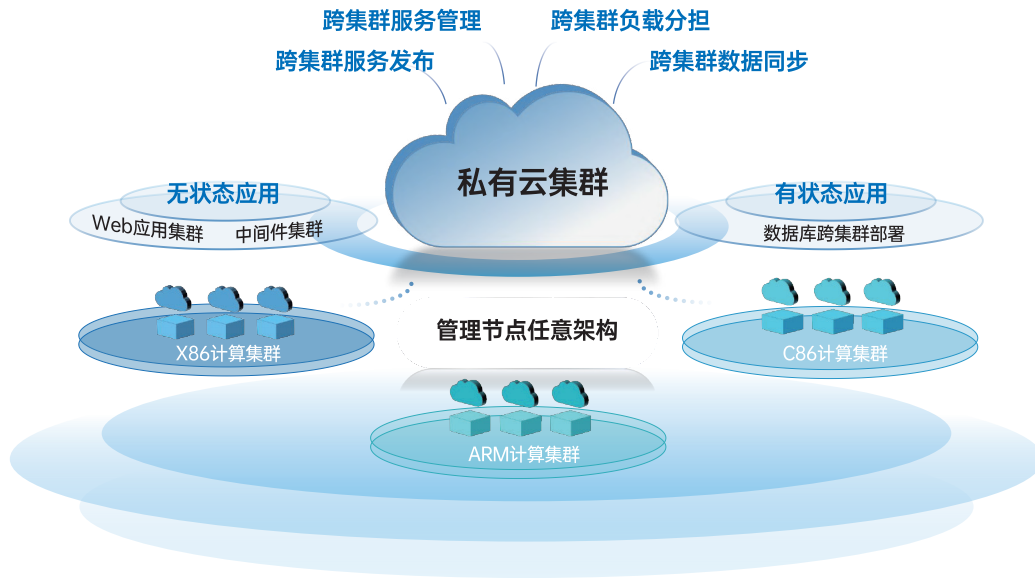 跨集群服务管理
跨集群负载分担
跨集群服务发布
跨集群数据同步
私有云集群
无状态应用
Web应用集群 中间件集群
有状态应用
数据库跨集群部署
管理节点任意架构
X86计算集群
C86计算集群
ARM计算集群